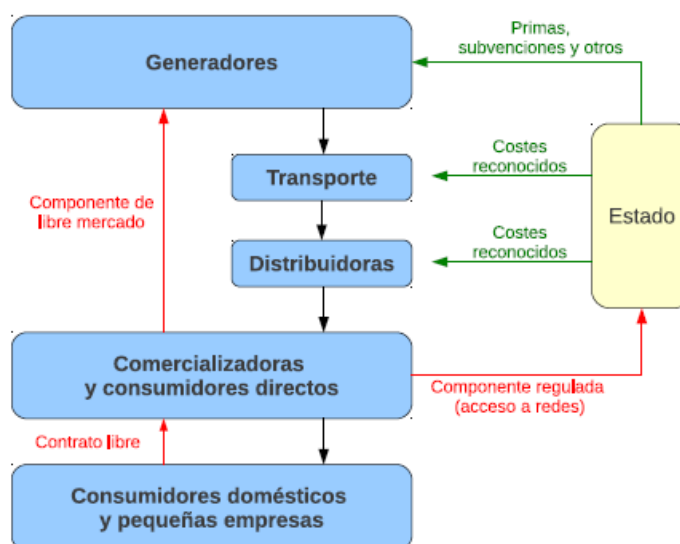 Primas,
subvenciones y otros
Generadores
Costes
reconocidos
Transporte
Componente de
libre mercado
Estado
Costes
reconocidos
Distribuidoras
Comercializadoras
y consumidores directos
Componente regulada
(acceso a redes)
Contrato libre
Consumidores domésticos
y pequeñas empresas